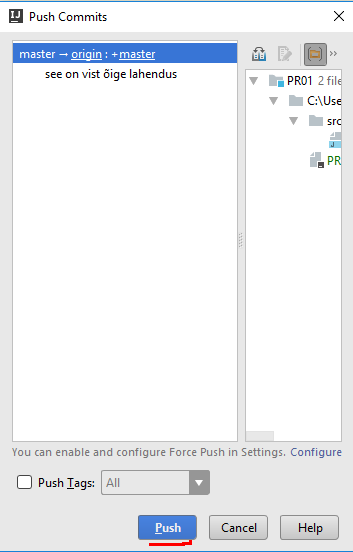 Push Commits
master → origin : +master
see on vist õige lahendus
PR01 2 file
C:\Use
src
PR
You can enable and configure Force Push in Settings. Configure
Push Tags: All
Push Cancel Help